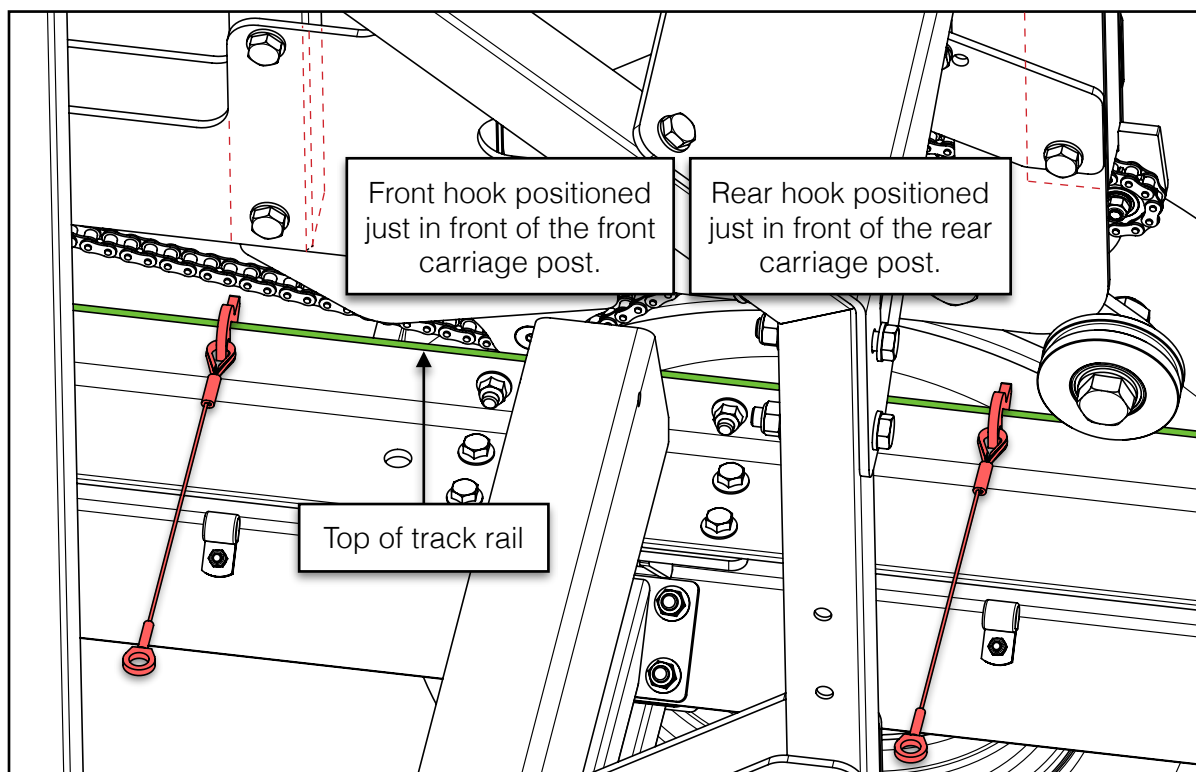 Front hook positioned
just in front of the front
carriage post.
Rear hook positioned
just in front of the rear
carriage post.
Top of track rail